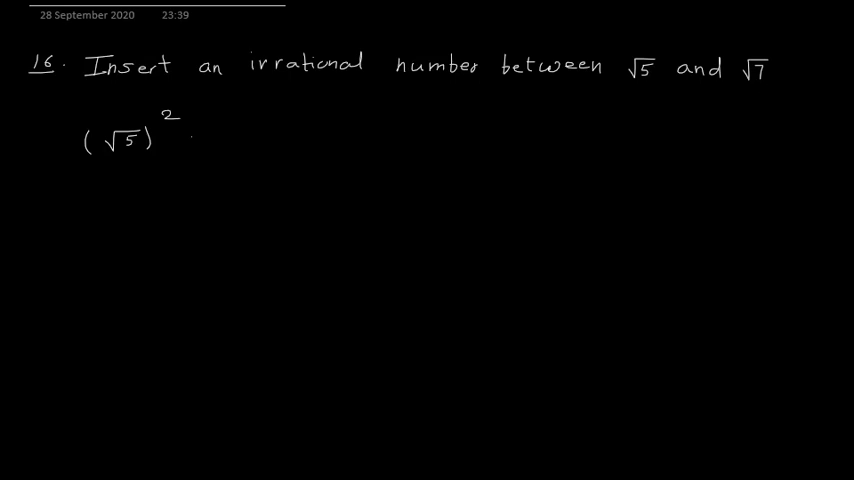 28 September 2020 23:39
16. Insert an irrational number between √5 and √7
(√5)²